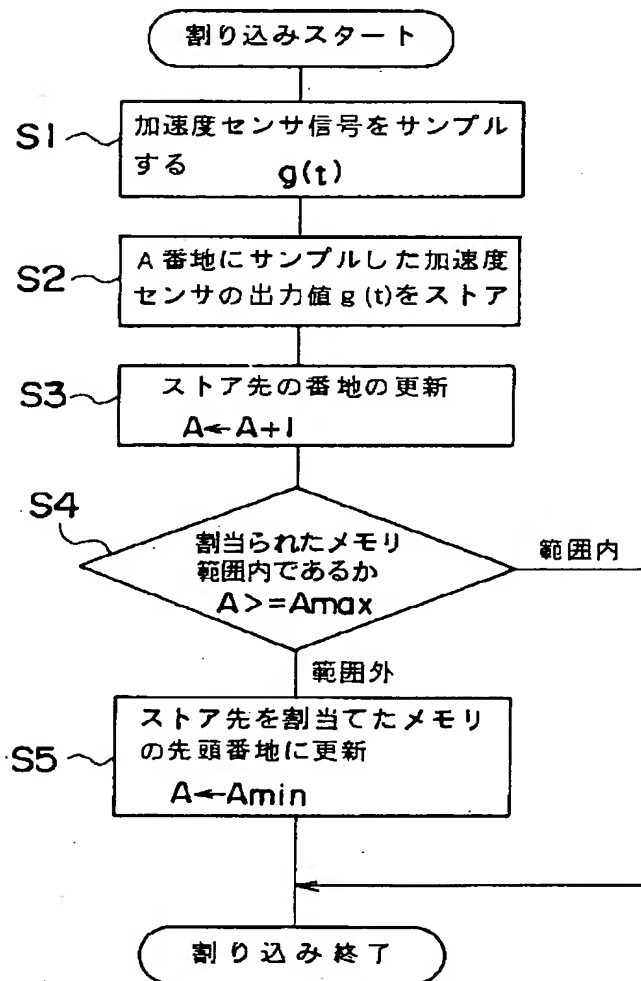 割り込みスタート
S1
加速度センサ信号をサンプル
する g(t)
S2
A番地にサンプルした加速度
センサの出力値g(t)をストア
S3
ストア先の番地の更新
A←A+1
S4
割当られたメモリ
範囲内であるか
A>=Amax
範囲内
範囲外
S5
ストア先を割当てたメモリ
の先頭番地に更新
A←Amin
割り込み終了